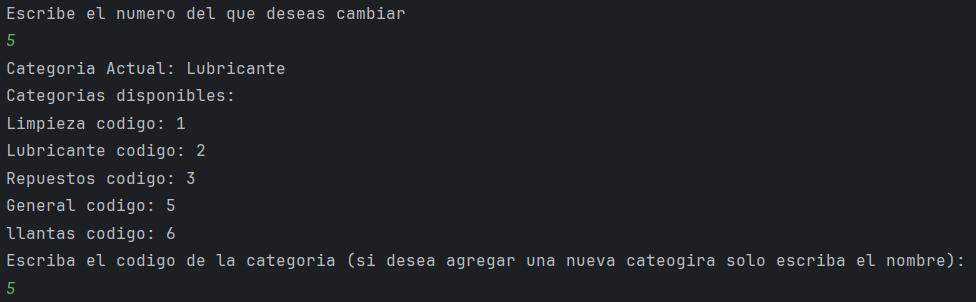 Escribe el numero del que deseas cambiar
5
Categoria Actual: Lubricante
Categorias disponibles:
Limpieza codigo: 1
Lubricante codigo: 2
Repuestos codigo: 3
General codigo: 5
llantas codigo: 6
Escriba el codigo de la categoria (si desea agregar una nueva cateogira solo escriba el nombre):
5